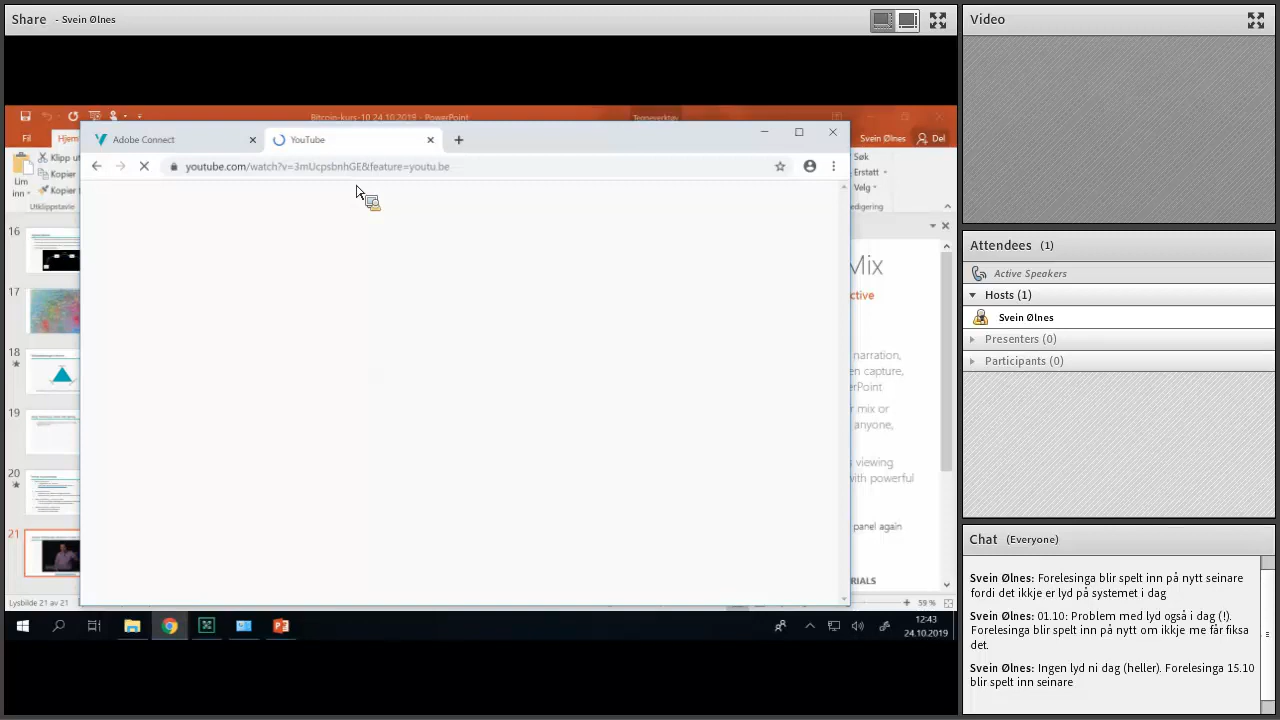 Share - Svein Ølnes
Video
Bitcoin-kurs-10 24.10.2019 - PowerPoint
Tegneverktøy
Fil
Hjem
Svein Ølnes
Del
Adobe Connect
YouTube
youtube.com/watch?v=3mUcpsbnhGE&feature=youtu.be
Lim
inn
Klipp ut
Kopier
Kopier
Utklippstavle
Søk
Erstatt
Velg
edigering
16
17
18
19
20
21
Mix
ctive
narration,
en capture,
erPoint
r mix or
anyone,
viewing
with powerful
panel again
RIALS
Lysbilde 21 av 21
59 %
12:43
24.10.2019
Attendees (1)
Active Speakers
Hosts (1)
Svein Ølnes
Presenters (0)
Participants (0)
Chat (Everyone)
Svein Ølnes: Forelesinga blir spelt inn på nytt seinare
fordi det ikkje er lyd på systemet i dag
Svein Ølnes: 01.10: Problem med lyd også i dag (!).
Forelesinga blir spelt inn på nytt om ikkje me får fiksa
det.
Svein Ølnes: Ingen lyd ni dag (heller). Forelesinga 15.10
blir spelt inn seinare